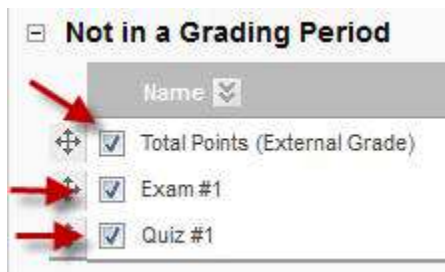 Not in a Grading Period
Name
Total Points (External Grade)
Exam #1
Quiz #1